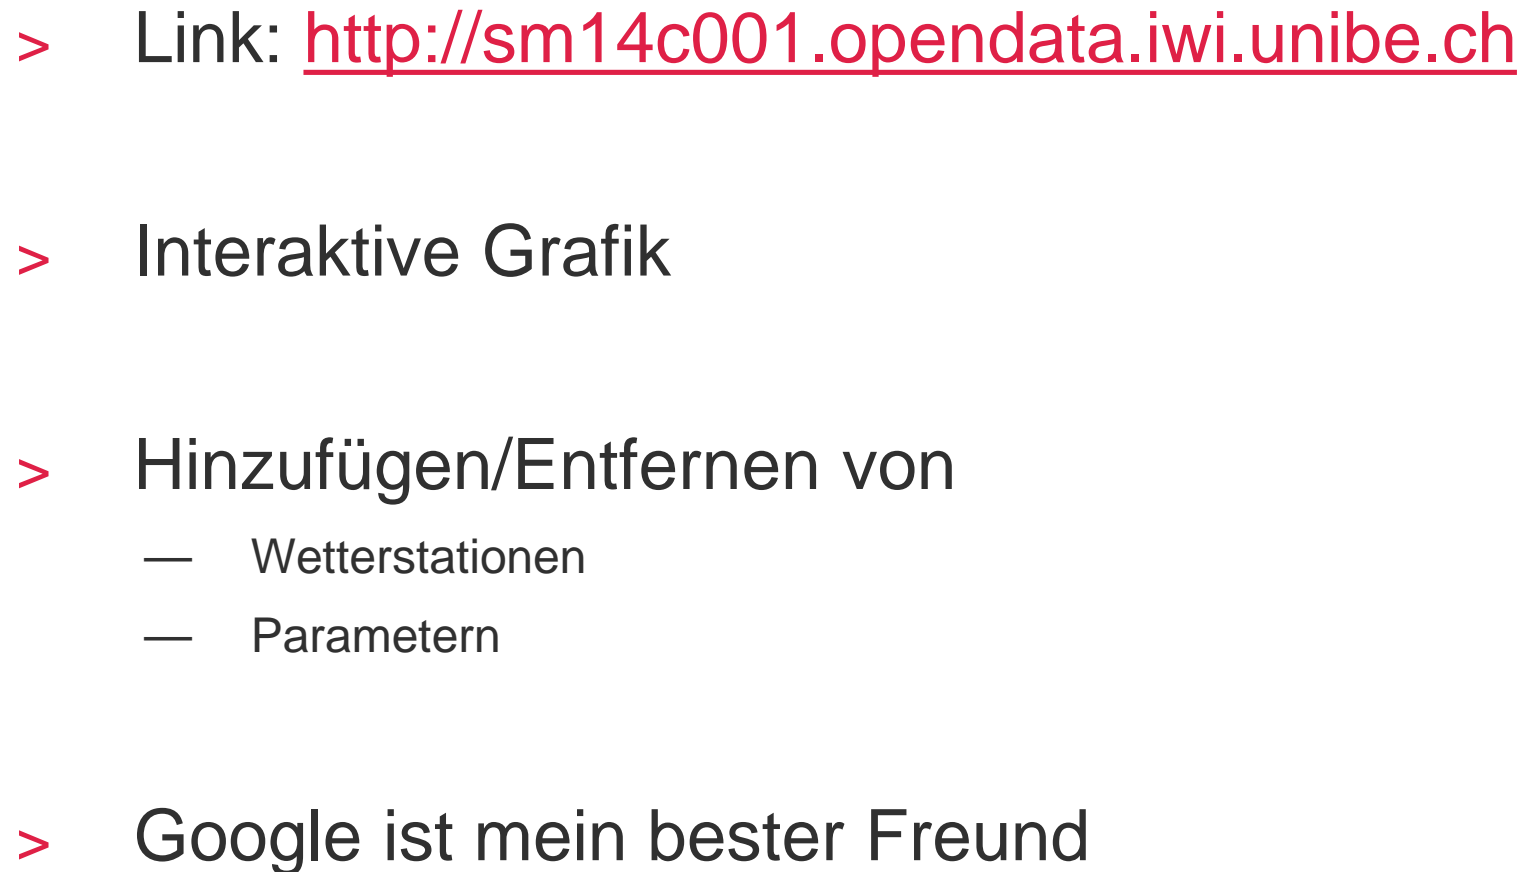 > Link: http://sm14c001.opendata.iwi.unibe.ch
> Interaktive Grafik
> Hinzufügen/Entfernen von
— Wetterstationen
— Parametern
> Google ist mein bester Freund